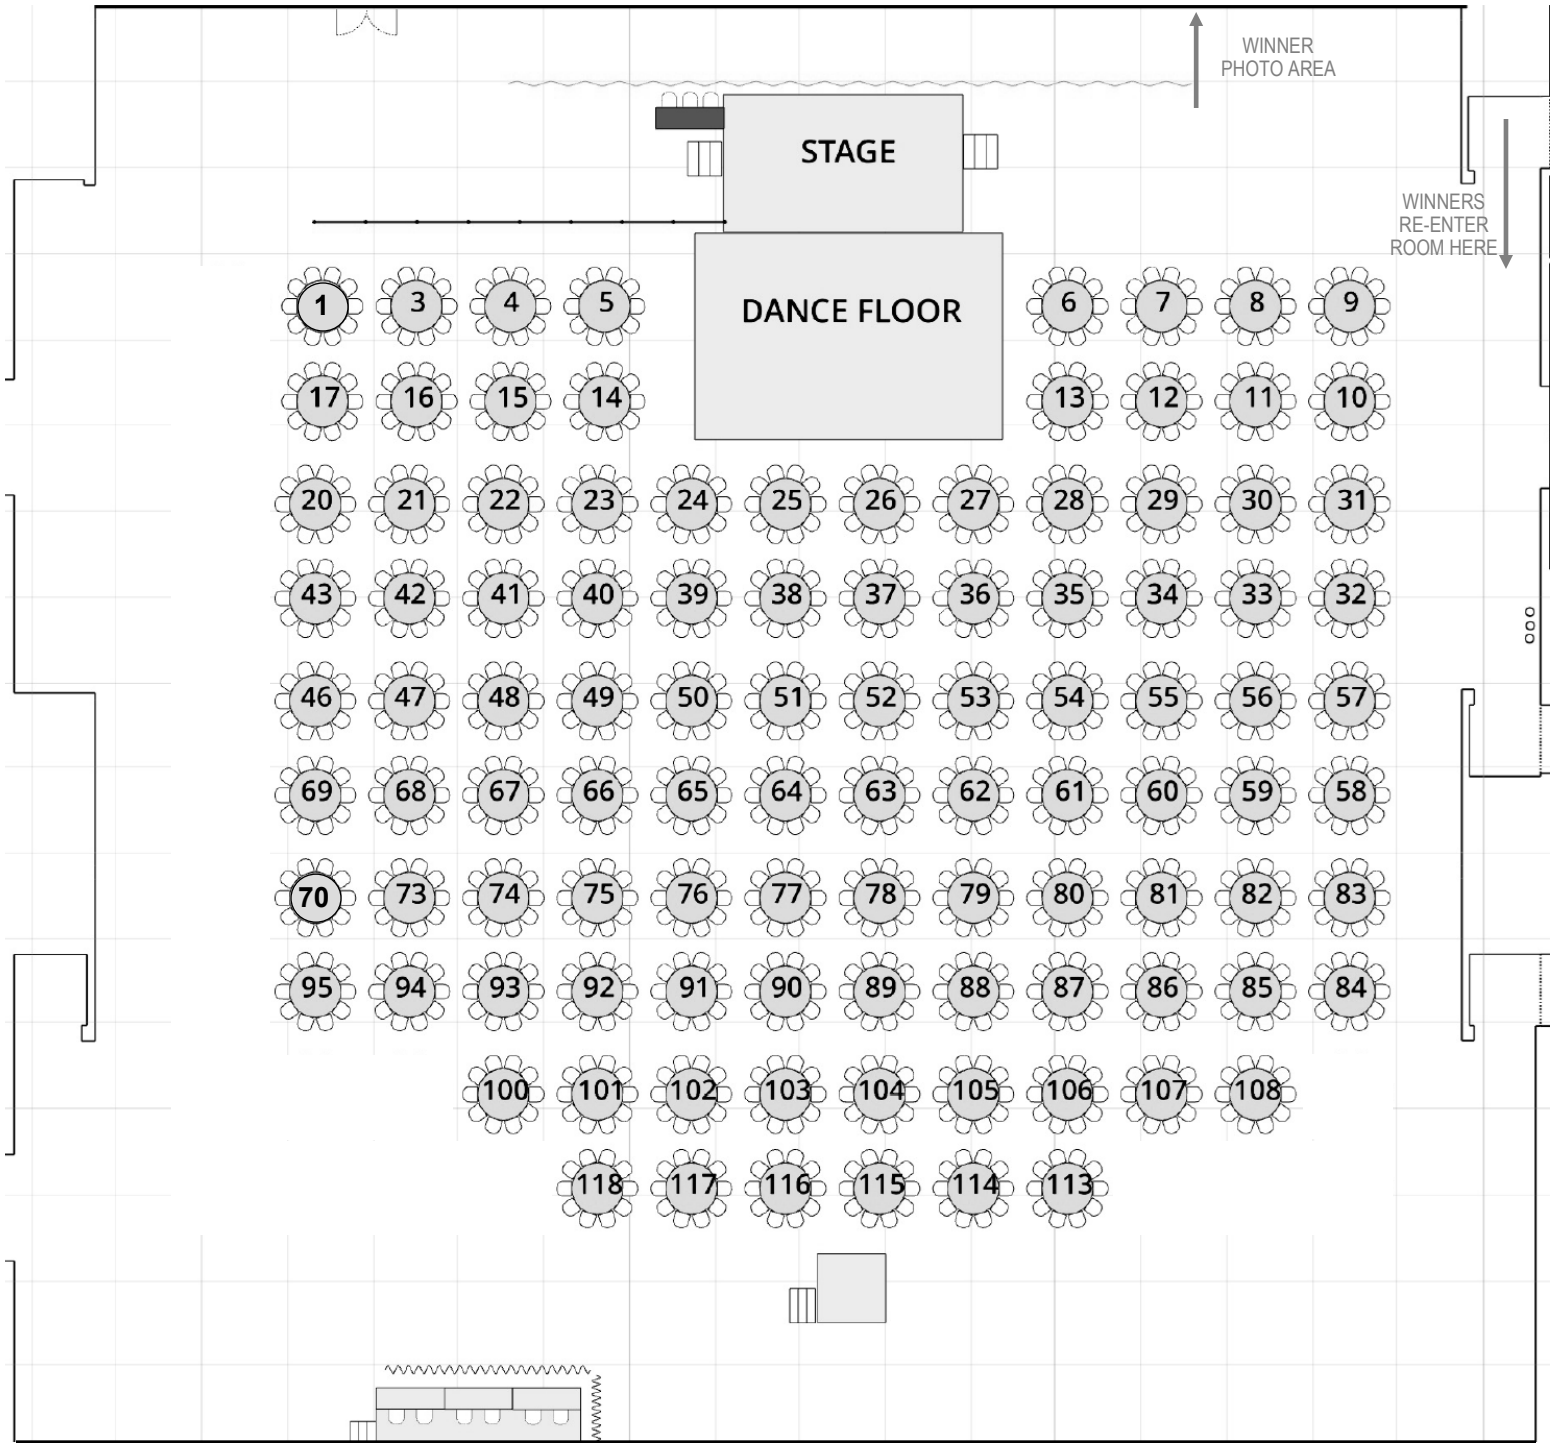 WINNER
PHOTO AREA
STAGE
WINNERS
RE-ENTER
ROOM HERE
DANCE FLOOR
1 3 4 5 6 7 8 9
17 16 15 14 13 12 11 10
20 21 22 23 24 25 26 27 28 29 30 31
43 42 41 40 39 38 37 36 35 34 33 32
46 47 48 49 50 51 52 53 54 55 56 57
69 68 67 66 65 64 63 62 61 60 59 58
70 73 74 75 76 77 78 79 80 81 82 83
95 94 93 92 91 90 89 88 87 86 85 84
100 101 102 103 104 105 106 107 108
118 117 116 115 114 113